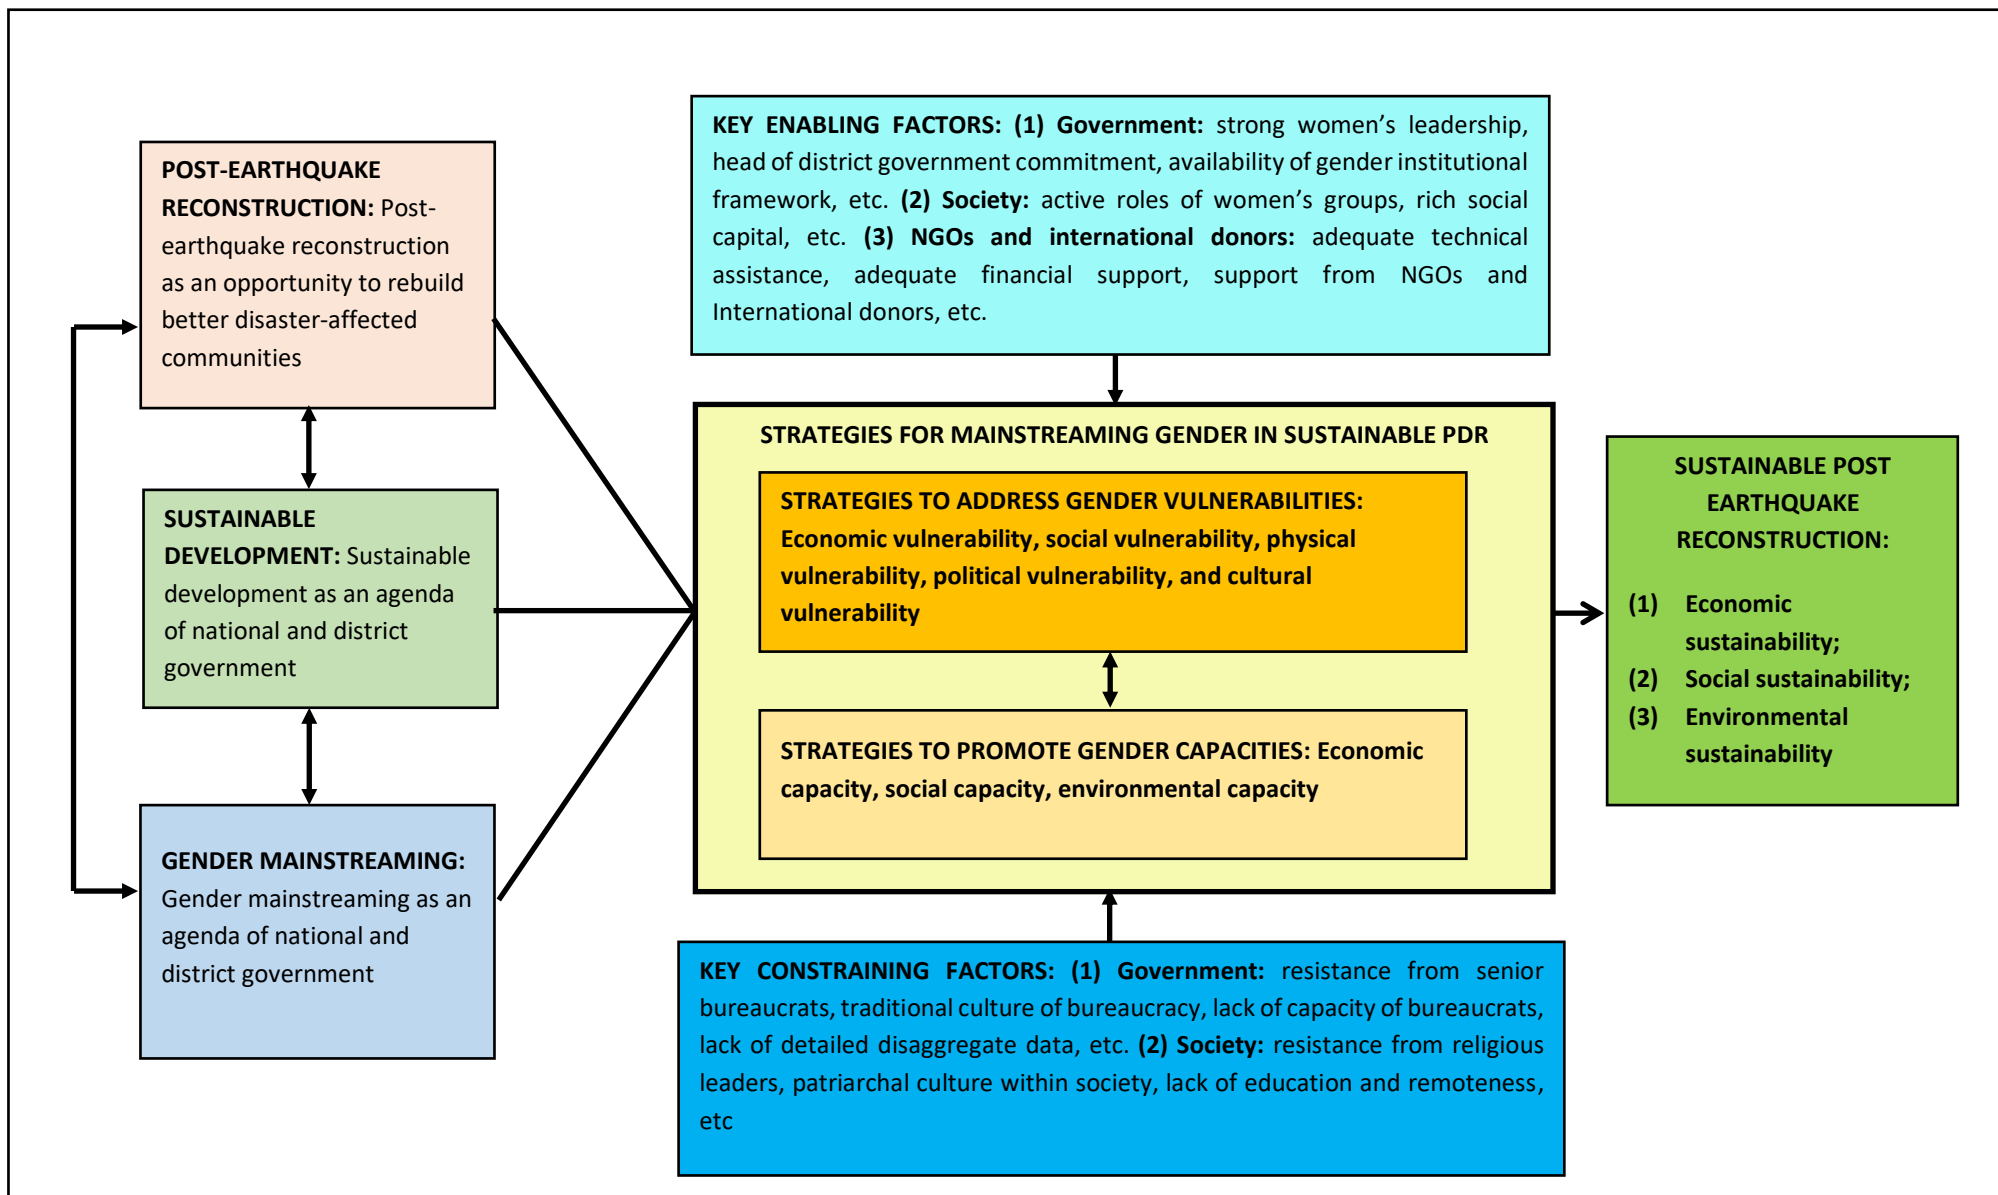 POST-EARTHQUAKE
RECONSTRUCTION: Post-
earthquake reconstruction
as an opportunity to rebuild
better disaster-affected
communities
SUSTAINABLE
DEVELOPMENT: Sustainable
development as an agenda
of national and district
government
GENDER MAINSTREAMING:
Gender mainstreaming as an
agenda of national and
district government
KEY ENABLING FACTORS: (1) Government: strong women’s leadership,
head of district government commitment, availability of gender institutional
framework, etc. (2) Society: active roles of women’s groups, rich social
capital, etc. (3) NGOs and international donors: adequate technical
assistance, adequate financial support, support from NGOs and
International donors, etc.
STRATEGIES FOR MAINSTREAMING GENDER IN SUSTAINABLE PDR
STRATEGIES TO ADDRESS GENDER VULNERABILITIES:
Economic vulnerability, social vulnerability, physical
vulnerability, political vulnerability, and cultural
vulnerability
STRATEGIES TO PROMOTE GENDER CAPACITIES: Economic
capacity, social capacity, environmental capacity
KEY CONSTRAINING FACTORS: (1) Government: resistance from senior
bureaucrats, traditional culture of bureaucracy, lack of capacity of bureaucrats,
lack of detailed disaggregate data, etc. (2) Society: resistance from religious
leaders, patriarchal culture within society, lack of education and remoteness,
etc
SUSTAINABLE POST
EARTHQUAKE
RECONSTRUCTION:
(1) Economic
sustainability;
(2) Social sustainability;
(3) Environmental
sustainability